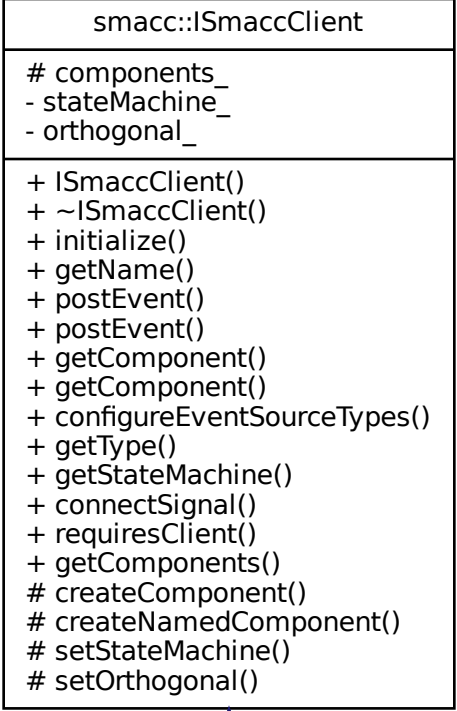 smacc::ISmaccClient
# components_
- stateMachine_
- orthogonal_
+ ISmaccClient()
+ ~ISmaccClient()
+ initialize()
+ getName()
+ postEvent()
+ postEvent()
+ getComponent()
+ getComponent()
+ configureEventSourceTypes()
+ getType()
+ getStateMachine()
+ connectSignal()
+ requiresClient()
+ getComponents()
# createComponent()
# createNamedComponent()
# setStateMachine()
# setOrthogonal()